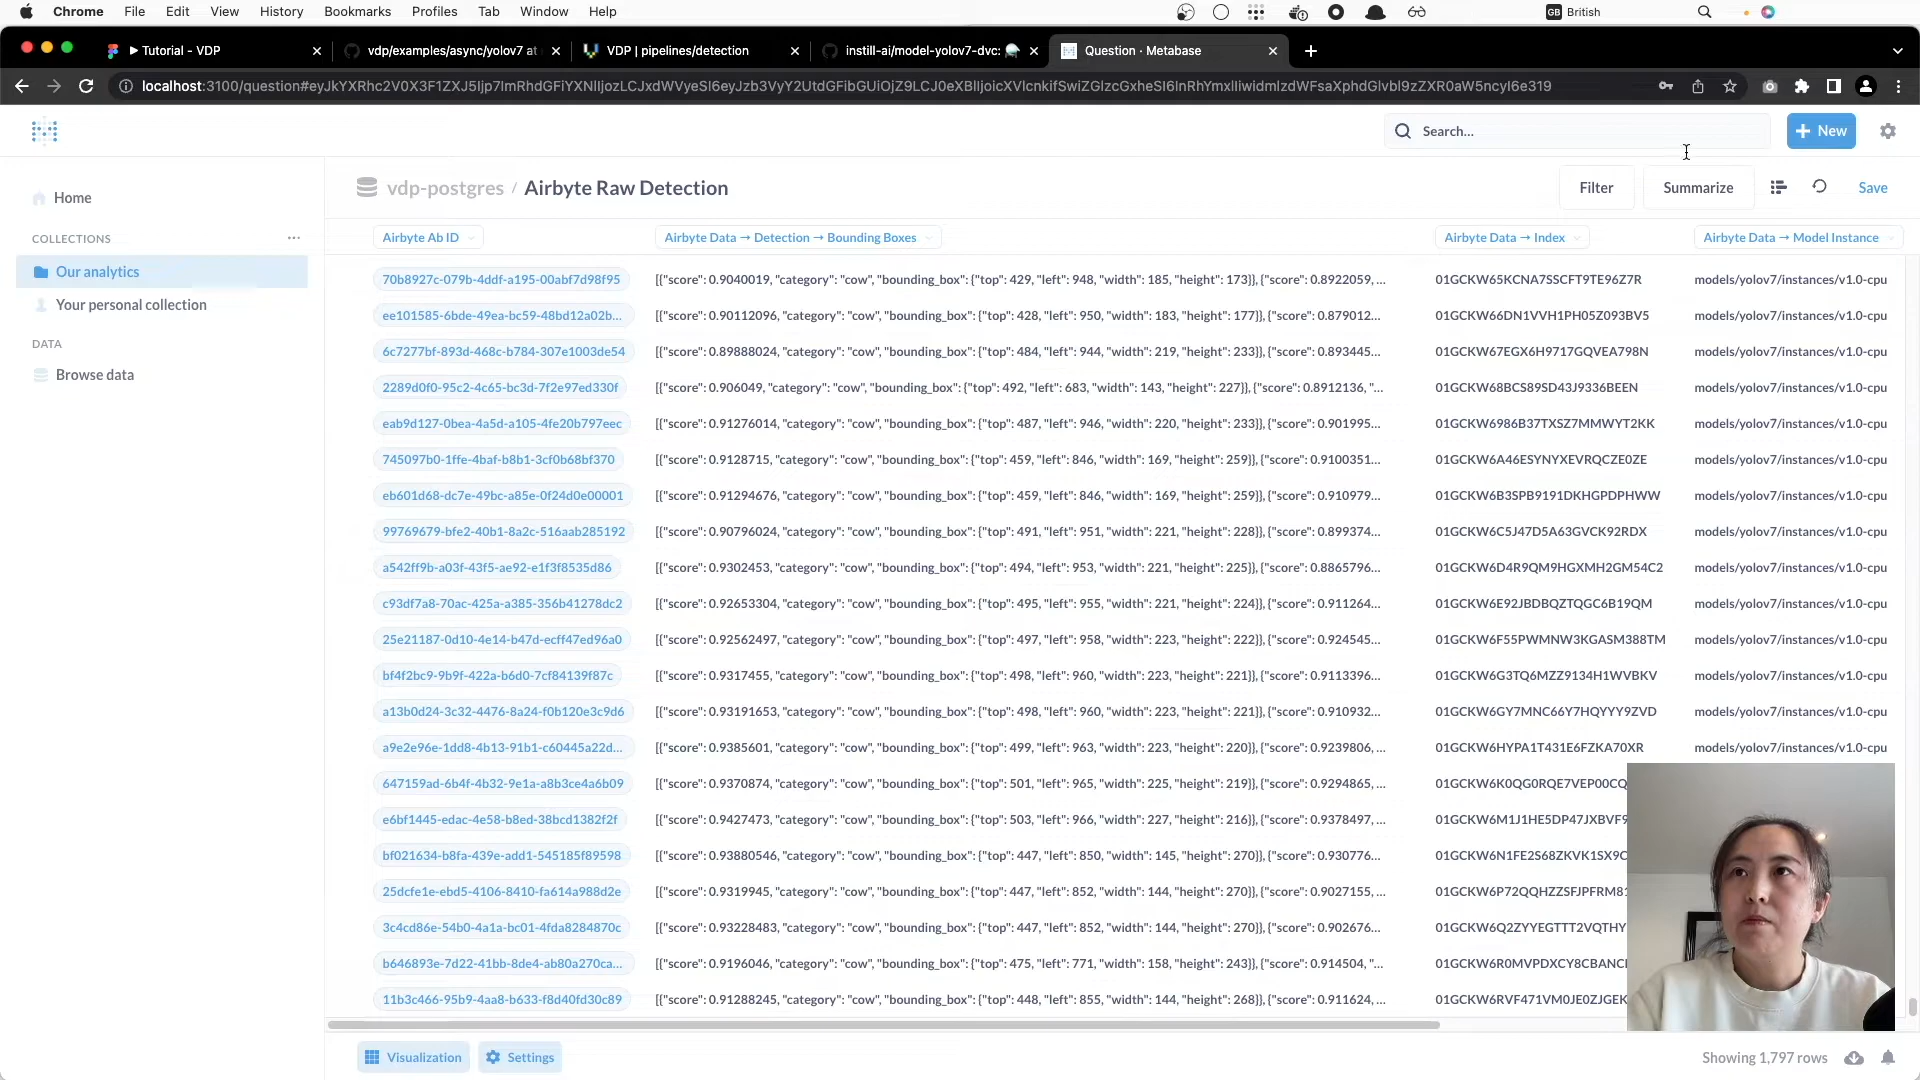 Chrome File Edit View History Bookmarks Profiles Tab Window Help GB British
▶ Tutorial - VDP vdp/examples/async/yolov7 at VDP | pipelines/detection instill-ai/model-yolov7-dvc: Question · Metabase
localhost:3100/question#eyJkYXRhc2V0X3F1ZXJ5Ijp7ImRhdGFiYXNlIjozLCJxdWVyeSI6eyJzb3VyY2UtdGFibGUiOjZ9LCJ0eXBlIjoicXVlcnkifSwiZGlzcGxheSI6InRhYmxlIiwidmlzdWFsaXphdGlvbl9zZXR0aW5ncyI6e319
Search...
New
vdp-postgres / Airbyte Raw Detection
Filter Summarize Save
Home
COLLECTIONS
Our analytics
Your personal collection
DATA
Browse data
Airbyte Ab ID Airbyte Data → Detection → Bounding Boxes Airbyte Data → Index Airbyte Data → Model Instance
70b8927c-079b-4ddf-a195-00abf7d98f95 [{"score": 0.9040019, "category": "cow", "bounding_box": {"top": 429, "left": 948, "width": 185, "height": 173}}, {"score": 0.8922059, ... 01GCKW65KCNA7SSCFT9TE96Z7R models/yolov7/instances/v1.0-cpu
ee101585-6bde-49ea-bc59-48bd12a02b... [{"score": 0.90112096, "category": "cow", "bounding_box": {"top": 428, "left": 950, "width": 183, "height": 177}}, {"score": 0.879012... 01GCKW66DN1VVH1PH05Z093BV5 models/yolov7/instances/v1.0-cpu
6c7277bf-893d-468c-b784-307e1003de54 [{"score": 0.89888024, "category": "cow", "bounding_box": {"top": 484, "left": 944, "width": 219, "height": 233}}, {"score": 0.893445... 01GCKW67EGX6H9717GQVEA798N models/yolov7/instances/v1.0-cpu
2289d0f0-95c2-4c65-bc3d-7f2e97ed330f [{"score": 0.906049, "category": "cow", "bounding_box": {"top": 492, "left": 683, "width": 143, "height": 227}}, {"score": 0.8912136, "... 01GCKW68BCS89SD43J9336BEEN models/yolov7/instances/v1.0-cpu
eab9d127-0bea-4a5d-a105-4fe20b797eec [{"score": 0.91276014, "category": "cow", "bounding_box": {"top": 487, "left": 946, "width": 220, "height": 233}}, {"score": 0.901995... 01GCKW6986B37TXSZ7MMWYT2KK models/yolov7/instances/v1.0-cpu
745097b0-1ffe-4baf-b8b1-3cf0b68bf370 [{"score": 0.9128715, "category": "cow", "bounding_box": {"top": 459, "left": 846, "width": 169, "height": 259}}, {"score": 0.9100351... 01GCKW6A46ESYNYXEVRQCZE0ZE models/yolov7/instances/v1.0-cpu
eb601d68-dc7e-49bc-a85e-0f24d0e00001 [{"score": 0.91294676, "category": "cow", "bounding_box": {"top": 459, "left": 846, "width": 169, "height": 259}}, {"score": 0.910979... 01GCKW6B3SPB9191DKHGPDPHWW models/yolov7/instances/v1.0-cpu
99769679-bfe2-40b1-8a2c-516aab285192 [{"score": 0.90796024, "category": "cow", "bounding_box": {"top": 491, "left": 951, "width": 221, "height": 228}}, {"score": 0.899374... 01GCKW6C5J47D5A63GVCK92RDX models/yolov7/instances/v1.0-cpu
a542ff9b-a03f-43f5-ae92-e1f3f8535d86 [{"score": 0.9302453, "category": "cow", "bounding_box": {"top": 494, "left": 953, "width": 221, "height": 225}}, {"score": 0.8865796... 01GCKW6D4R9QM9HGXMH2GM54C2 models/yolov7/instances/v1.0-cpu
c93df7a8-70ac-425a-a385-356b41278dc2 [{"score": 0.92653304, "category": "cow", "bounding_box": {"top": 495, "left": 955, "width": 221, "height": 224}}, {"score": 0.911264... 01GCKW6E92JBDBQZTQGC6B19QM models/yolov7/instances/v1.0-cpu
25e21187-0d10-4e14-b47d-ecff47ed96a0 [{"score": 0.92562497, "category": "cow", "bounding_box": {"top": 497, "left": 958, "width": 223, "height": 222}}, {"score": 0.924545... 01GCKW6F55PWMNW3KGASM388TM models/yolov7/instances/v1.0-cpu
bf4f2bc9-9b9f-422a-b6d0-7cf84139f87c [{"score": 0.9317455, "category": "cow", "bounding_box": {"top": 498, "left": 960, "width": 223, "height": 221}}, {"score": 0.9113396... 01GCKW6G3TQ6MZZ9134H1WVBKV models/yolov7/instances/v1.0-cpu
a13b0d24-3c32-4476-8a24-f0b120e3c9d6 [{"score": 0.93191653, "category": "cow", "bounding_box": {"top": 498, "left": 960, "width": 223, "height": 221}}, {"score": 0.910932... 01GCKW6GY7MNC66Y7HQYYY9ZVD models/yolov7/instances/v1.0-cpu
a9e2e96e-1dd8-4b13-91b1-c60445a22d... [{"score": 0.9385601, "category": "cow", "bounding_box": {"top": 499, "left": 963, "width": 223, "height": 220}}, {"score": 0.9239806, ... 01GCKW6HYPA1T431E6FZKA70XR models/yolov7/instances/v1.0-cpu
647159ad-6b4f-4b32-9e1a-a8b3ce4a6b09 [{"score": 0.9370874, "category": "cow", "bounding_box": {"top": 501, "left": 965, "width": 225, "height": 219}}, {"score": 0.9294865, ... 01GCKW6K0QG0RQE7VEP00CQ
e6bf1445-edac-4e58-b8ed-38bcd1382f2f [{"score": 0.9427473, "category": "cow", "bounding_box": {"top": 503, "left": 966, "width": 227, "height": 216}}, {"score": 0.9378497, ... 01GCKW6M1J1HE5DP47JXBVF9
bf021634-b8fa-439e-add1-545185f89598 [{"score": 0.93880546, "category": "cow", "bounding_box": {"top": 447, "left": 850, "width": 145, "height": 270}}, {"score": 0.930776... 01GCKW6N1FE2S68ZKVK1SX9C
25dcfe1e-ebd5-4106-8410-fa614a988d2e [{"score": 0.9319945, "category": "cow", "bounding_box": {"top": 447, "left": 852, "width": 144, "height": 270}}, {"score": 0.9027155, ... 01GCKW6P72QQHZZSFJPFRM81
3c4cd86e-54b0-4a1a-bc01-4fda8284870c [{"score": 0.93228483, "category": "cow", "bounding_box": {"top": 447, "left": 852, "width": 144, "height": 270}}, {"score": 0.902676... 01GCKW6Q2ZYYEGTTT2VQTHY
b646893e-7d22-41bb-8de4-ab80a270ca... [{"score": 0.9196046, "category": "cow", "bounding_box": {"top": 475, "left": 771, "width": 158, "height": 243}}, {"score": 0.914504, "... 01GCKW6R0MVPDXCY8CBANC
11b3c466-95b9-4aa8-b633-f8d40fd30c89 [{"score": 0.91288245, "category": "cow", "bounding_box": {"top": 448, "left": 855, "width": 144, "height": 268}}, {"score": 0.911624, ... 01GCKW6RVF471VM0JE0ZJGEK
Visualization Settings Showing 1,797 rows